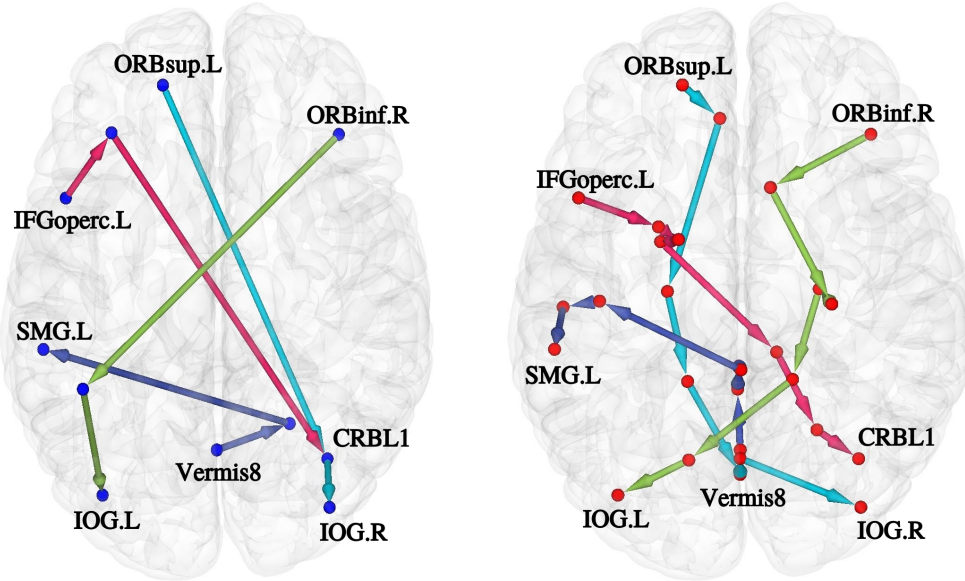 ORBsup.L
ORBinf.R
IFGoperc.L
SMG.L
CRBL1
Vermis8
IOG.L
IOG.R
ORBsup.L
ORBinf.R
IFGoperc.L
SMG.L
CRBL1
Vermis8
IOG.L
IOG.R